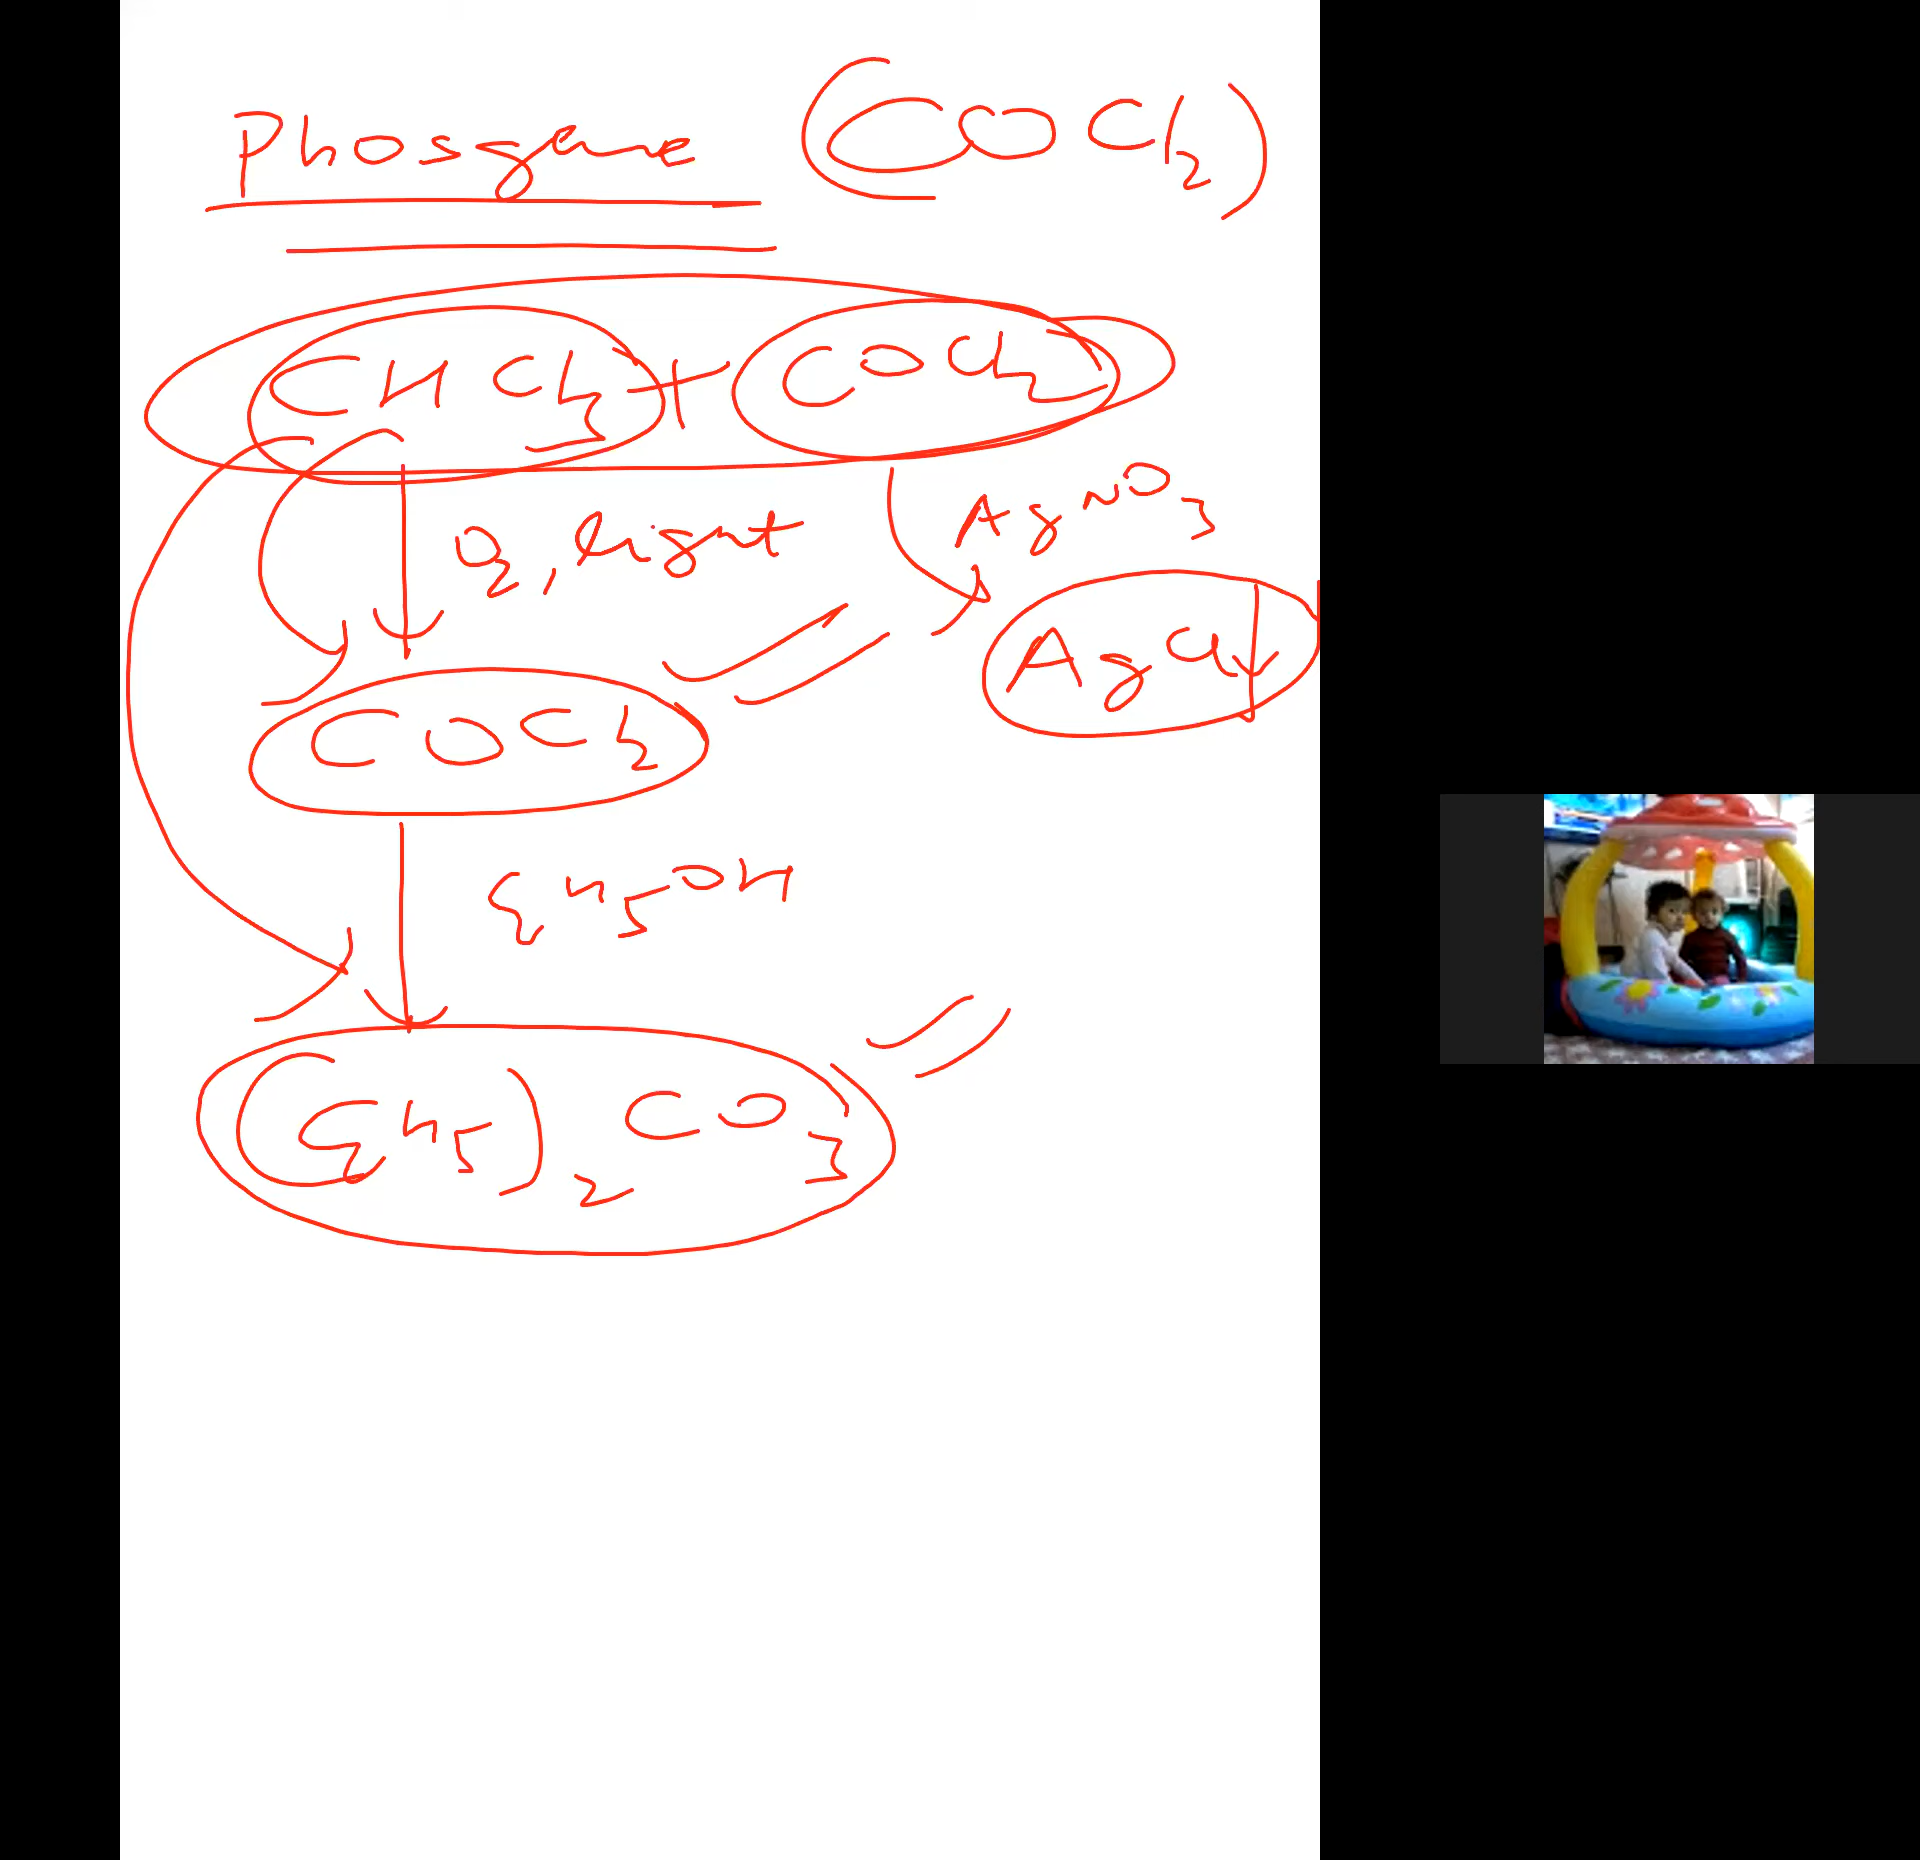 Phosgene (COCl2)
CHCl3 + COCl2
O2, light
AgNO3
AgCl↓
COCl2
C2H5OH
(C2H5)2CO3